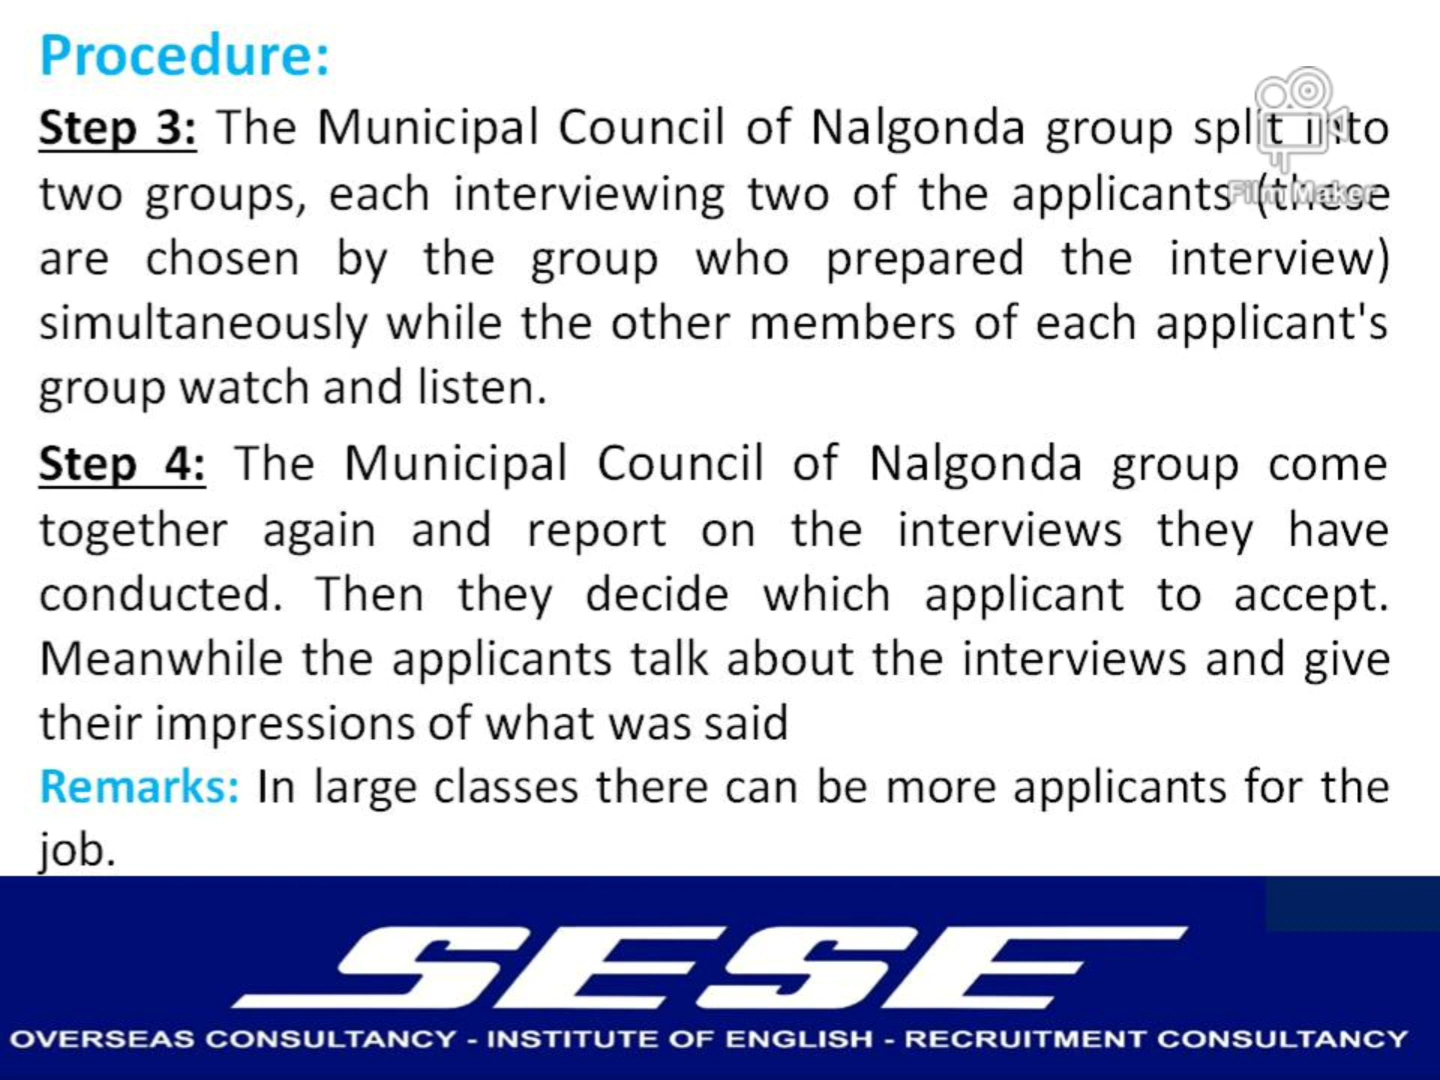 Procedure:
Step 3: The Municipal Council of Nalgonda group split into
two groups, each interviewing two of the applicants (these
are chosen by the group who prepared the interview)
simultaneously while the other members of each applicant's
group watch and listen.
Step 4: The Municipal Council of Nalgonda group come
together again and report on the interviews they have
conducted. Then they decide which applicant to accept.
Meanwhile the applicants talk about the interviews and give
their impressions of what was said
Remarks: In large classes there can be more applicants for the
job.
Film Maker
SESE
OVERSEAS CONSULTANCY - INSTITUTE OF ENGLISH - RECRUITMENT CONSULTANCY